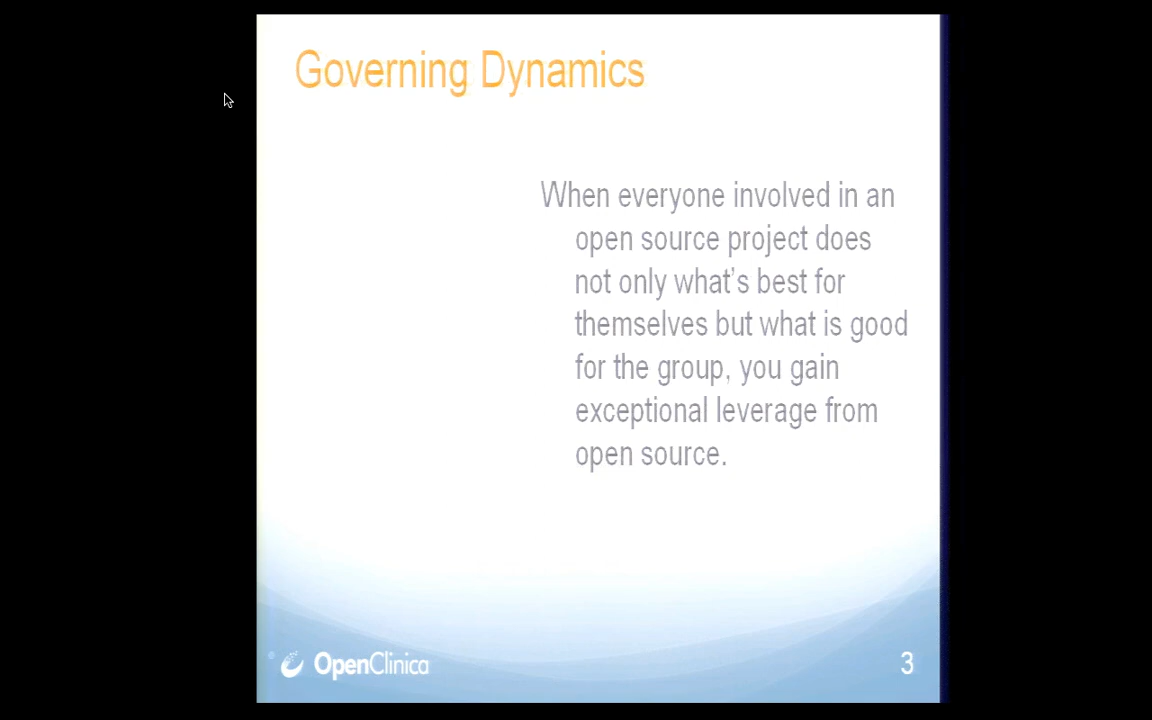 Governing Dynamics
When everyone involved in an
open source project does
not only what's best for
themselves but what is good
for the group, you gain
exceptional leverage from
open source.
OpenClinica
3